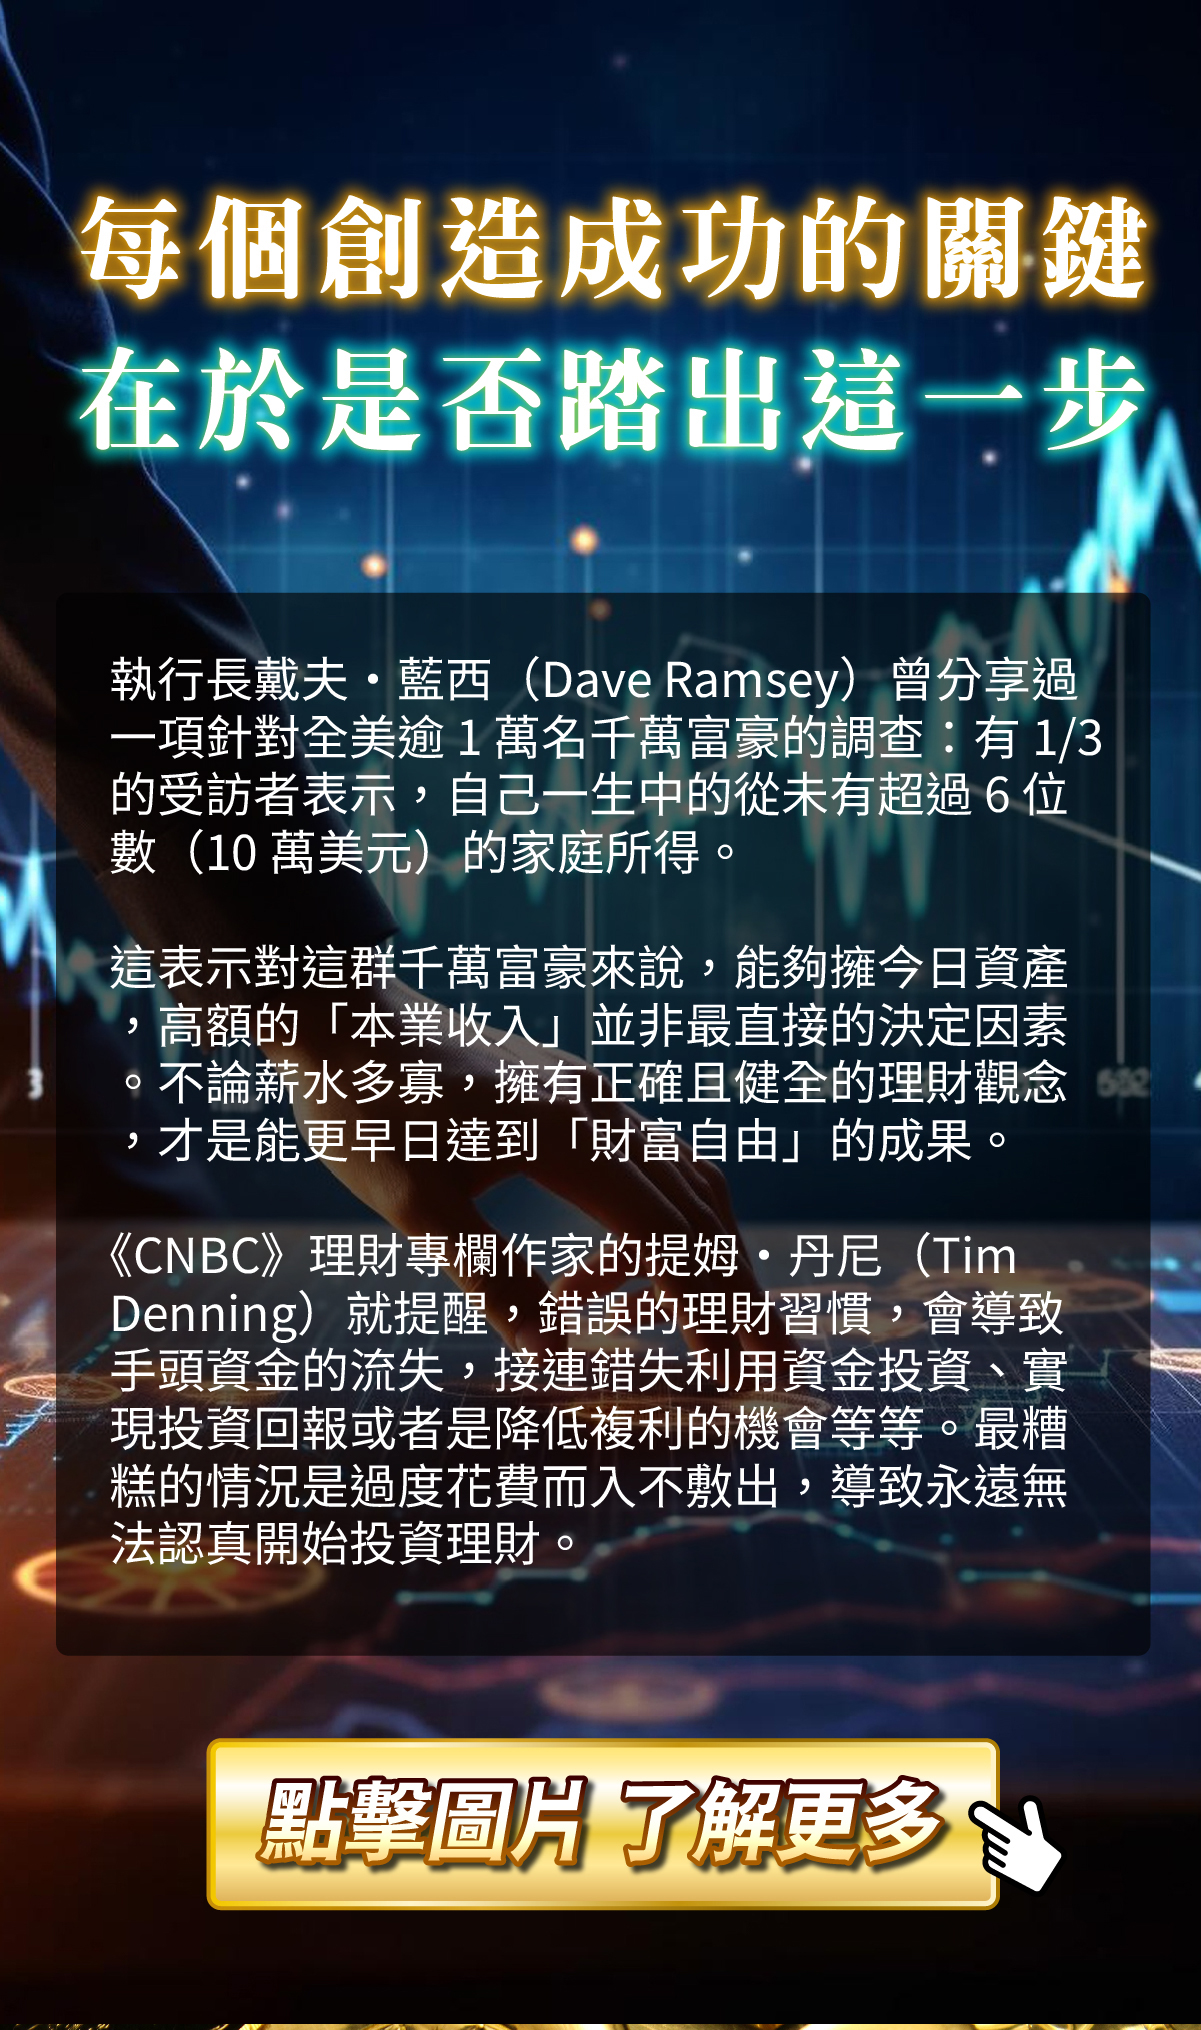 每個創造成功的關鍵
在於是否踏出這一步
執行長戴夫・藍西（Dave Ramsey）曾分享過
一項針對全美逾 1 萬名千萬富豪的調查：有 1/3
的受訪者表示，自己一生中的從未有超過 6 位
數（10 萬美元）的家庭所得。
這表示對這群千萬富豪來說，能夠擁今日資產
，高額的「本業收入」並非最直接的決定因素
。不論薪水多寡，擁有正確且健全的理財觀念
，才是能更早日達到「財富自由」的成果。
《CNBC》理財專欄作家的提姆・丹尼（Tim
Denning）就提醒，錯誤的理財習慣，會導致
手頭資金的流失，接連錯失利用資金投資、實
現投資回報或者是降低複利的機會等等。最糟
糕的情況是過度花費而入不敷出，導致永遠無
法認真開始投資理財。
點擊圖片 了解更多